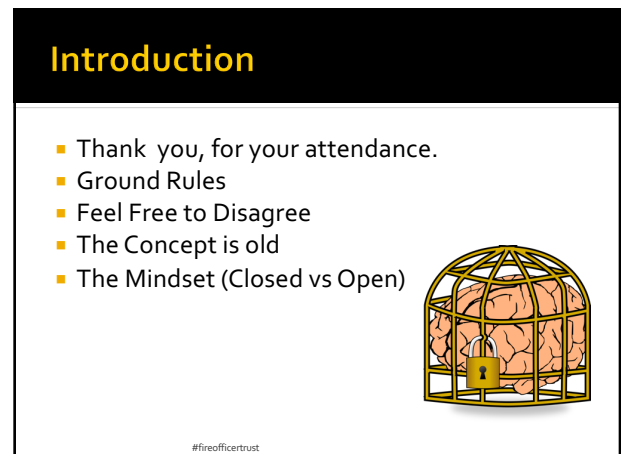 Introduction
Thank you, for your attendance.
Ground Rules
Feel Free to Disagree
The Concept is old
The Mindset (Closed vs Open)
#fireofficertrust